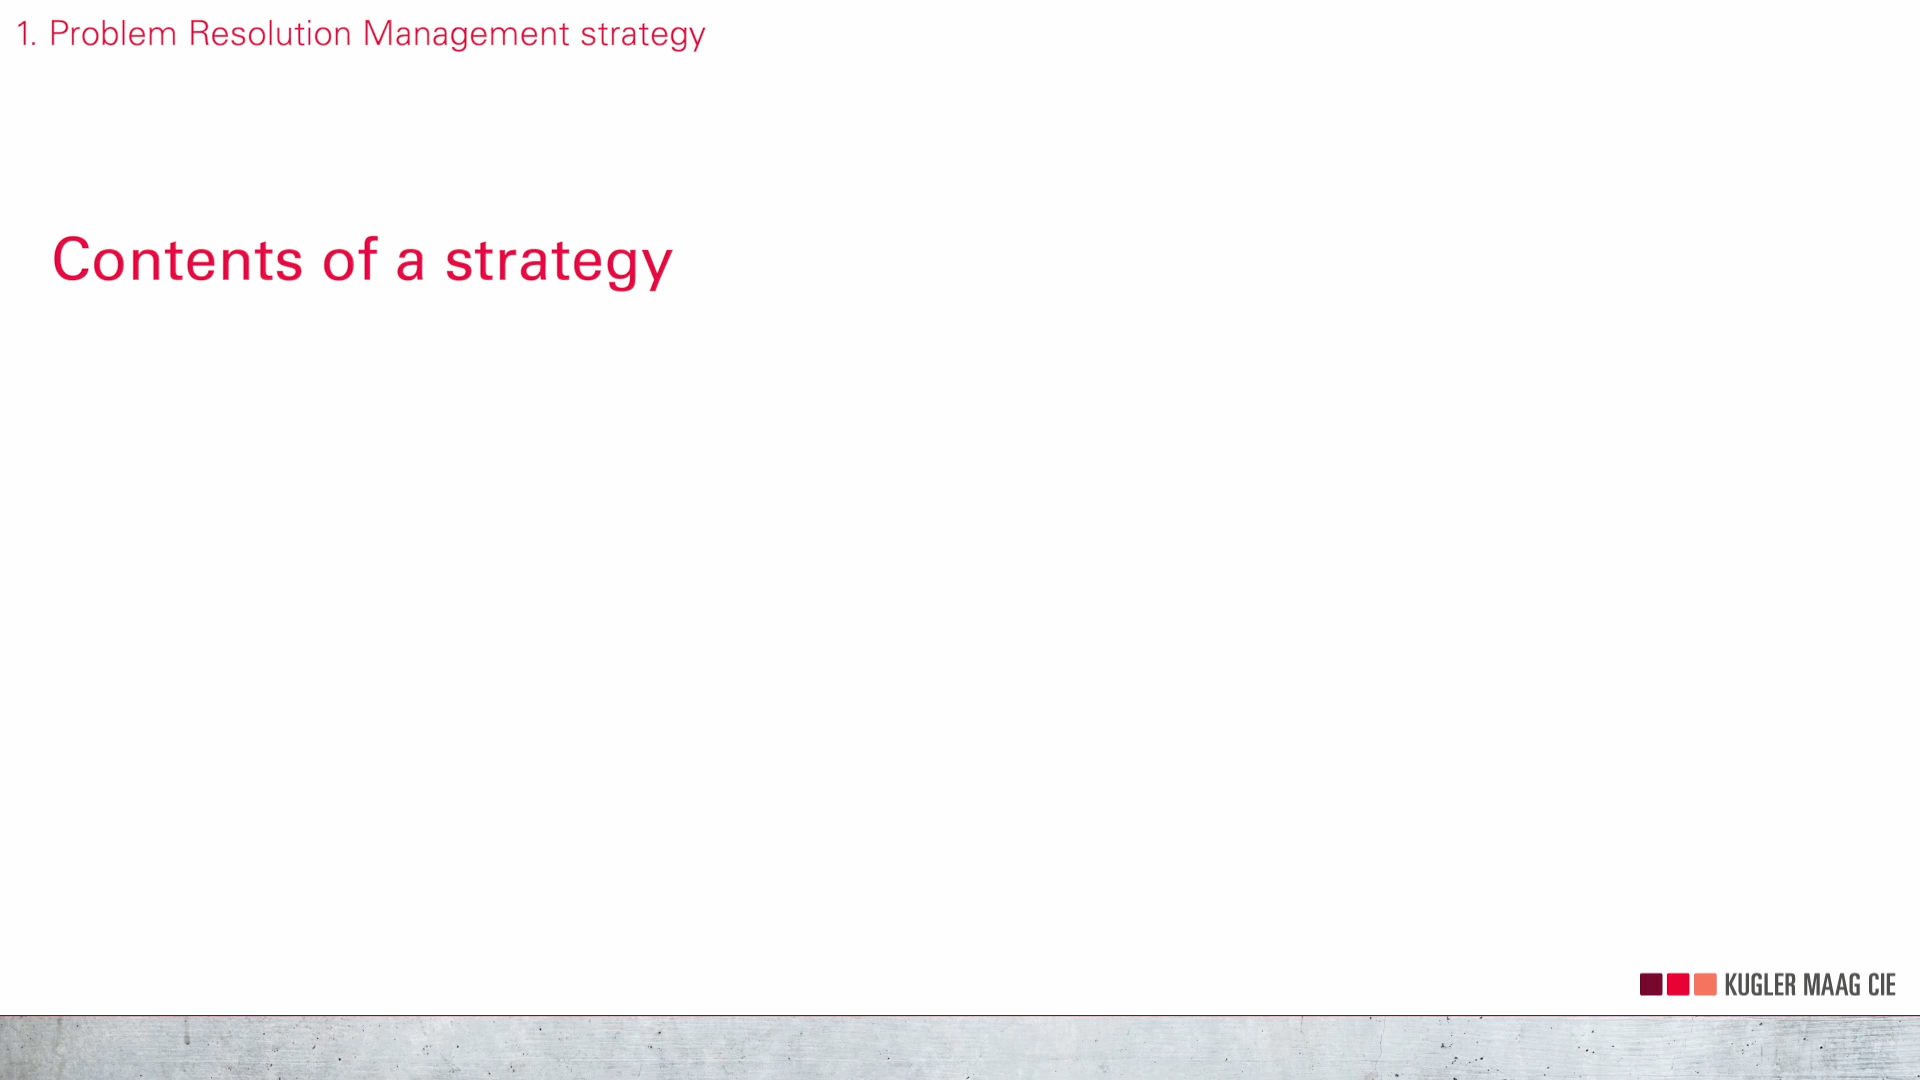 1. Problem Resolution Management strategy
Contents of a strategy
KUGLER MAAG CIE